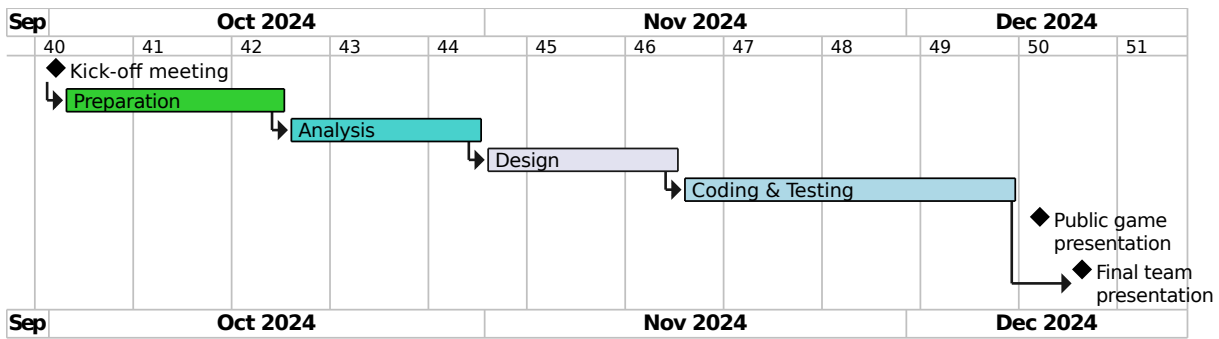 Sep Oct 2024 Nov 2024 Dec 2024
40 41 42 43 44 45 46 47 48 49 50 51
Kick-off meeting
Preparation
Analysis
Design
Coding & Testing
Public game
presentation
Final team
presentation
Sep Oct 2024 Nov 2024 Dec 2024